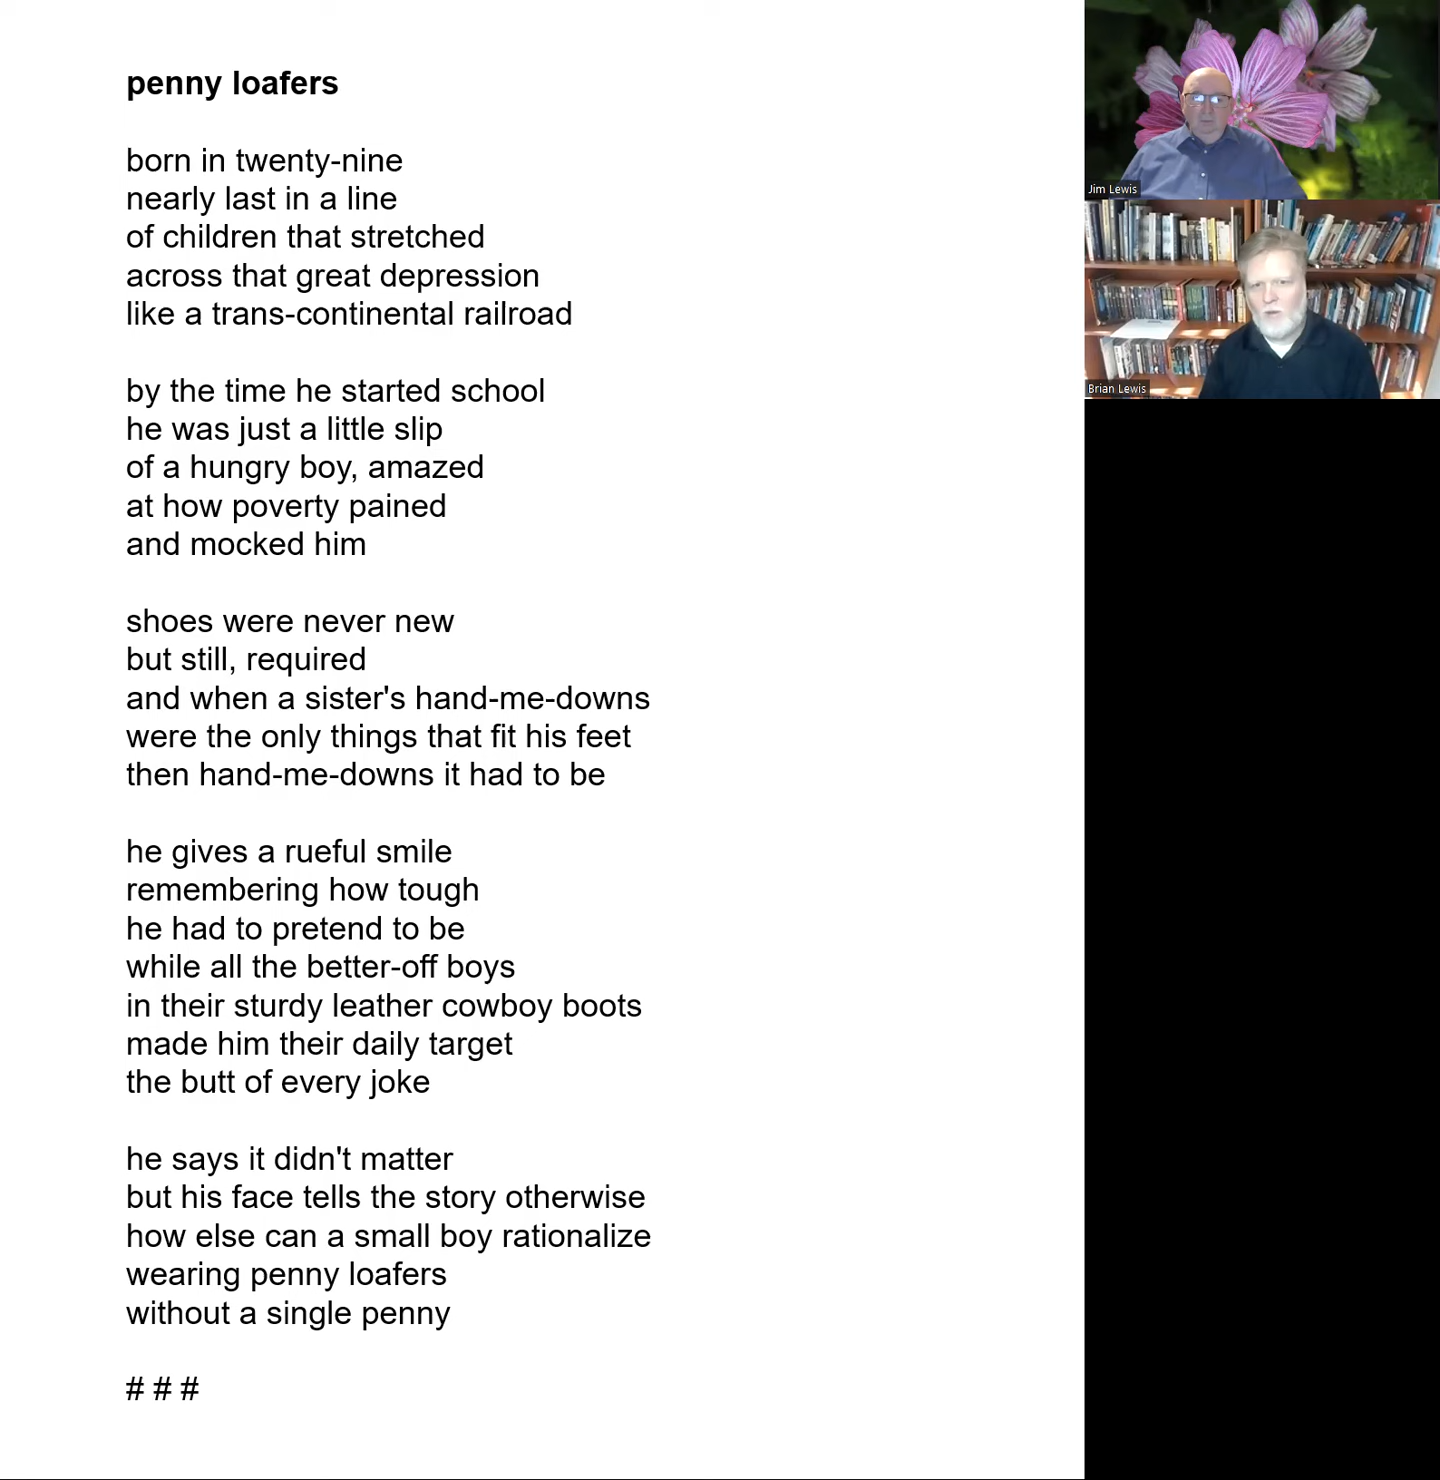 penny loafers
born in twenty-nine
nearly last in a line
of children that stretched
across that great depression
like a trans-continental railroad
by the time he started school
he was just a little slip
of a hungry boy, amazed
at how poverty pained
and mocked him
shoes were never new
but still, required
and when a sister's hand-me-downs
were the only things that fit his feet
then hand-me-downs it had to be
he gives a rueful smile
remembering how tough
he had to pretend to be
while all the better-off boys
in their sturdy leather cowboy boots
made him their daily target
the butt of every joke
he says it didn't matter
but his face tells the story otherwise
how else can a small boy rationalize
wearing penny loafers
without a single penny
# # #
Jim Lewis
Brian Lewis